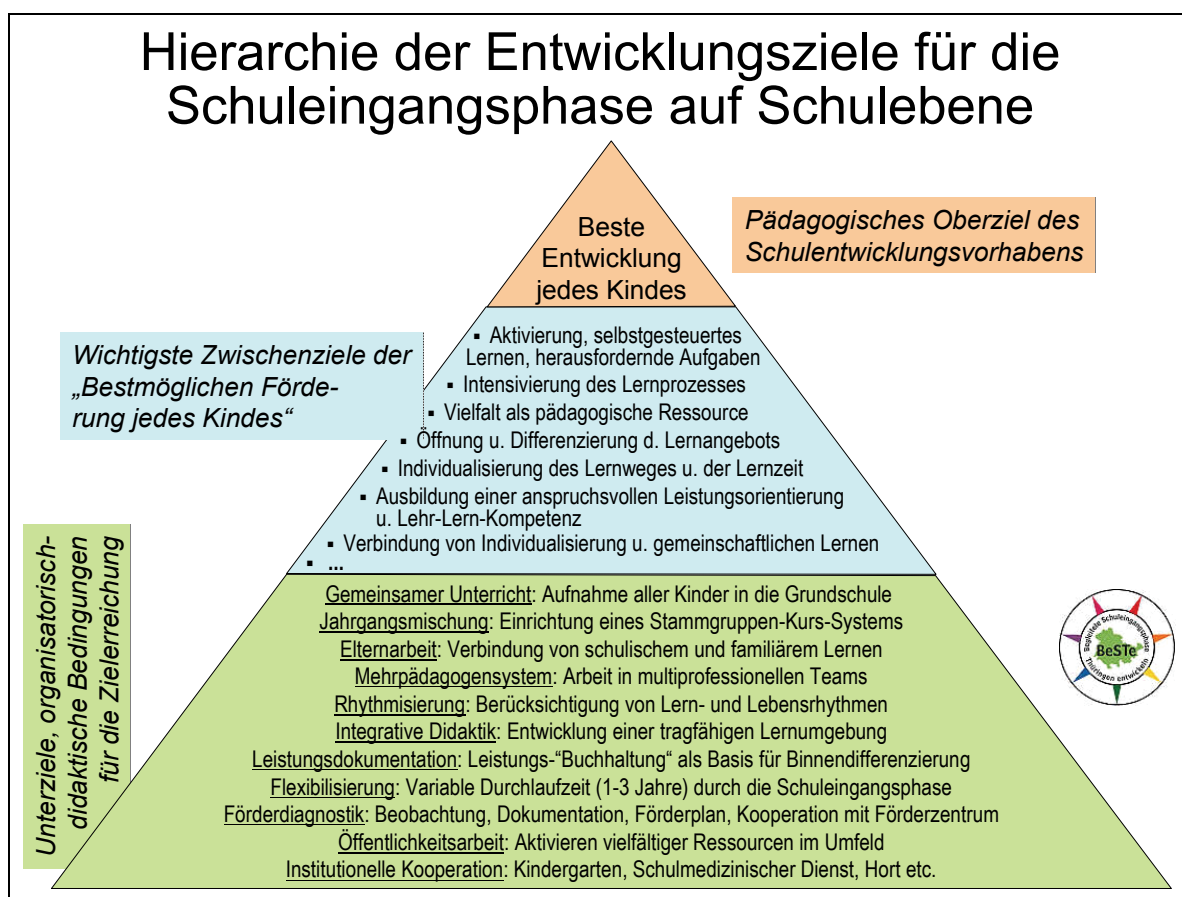 Hierarchie der Entwicklungsziele für die
Schuleingangsphase auf Schulebene
Beste
Entwicklung
jedes Kindes
Pädagogisches Oberziel des
Schulentwicklungsvorhabens
Wichtigste Zwischenziele der
„Bestmöglichen Förde-
rung jedes Kindes“
▪ Aktivierung, selbstgesteuertes
Lernen, herausfordernde Aufgaben
▪ Intensivierung des Lernprozesses
▪ Vielfalt als pädagogische Ressource
▪ Öffnung u. Differenzierung d. Lernangebots
▪ Individualisierung des Lernweges u. der Lernzeit
▪ Ausbildung einer anspruchsvollen Leistungsorientierung
u. Lehr-Lern-Kompetenz
▪ Verbindung von Individualisierung u. gemeinschaftlichen Lernen
▪ ...
Unterziele, organisatorisch-
didaktische Bedingungen
für die Zielerreichung
Gemeinsamer Unterricht: Aufnahme aller Kinder in die Grundschule
Jahrgangsmischung: Einrichtung eines Stammgruppen-Kurs-Systems
Elternarbeit: Verbindung von schulischem und familiärem Lernen
Mehrpädagogensystem: Arbeit in multiprofessionellen Teams
Rhythmisierung: Berücksichtigung von Lern- und Lebensrhythmen
Integrative Didaktik: Entwicklung einer tragfähigen Lernumgebung
Leistungsdokumentation: Leistungs-“Buchhaltung“ als Basis für Binnendifferenzierung
Flexibilisierung: Variable Durchlaufzeit (1-3 Jahre) durch die Schuleingangsphase
Förderdiagnostik: Beobachtung, Dokumentation, Förderplan, Kooperation mit Förderzentrum
Öffentlichkeitsarbeit: Aktivieren vielfältiger Ressourcen im Umfeld
Institutionelle Kooperation: Kindergarten, Schulmedizinischer Dienst, Hort etc.
Begleitete Schuleingangsphase
BeSTe
Thüringen entwickeln